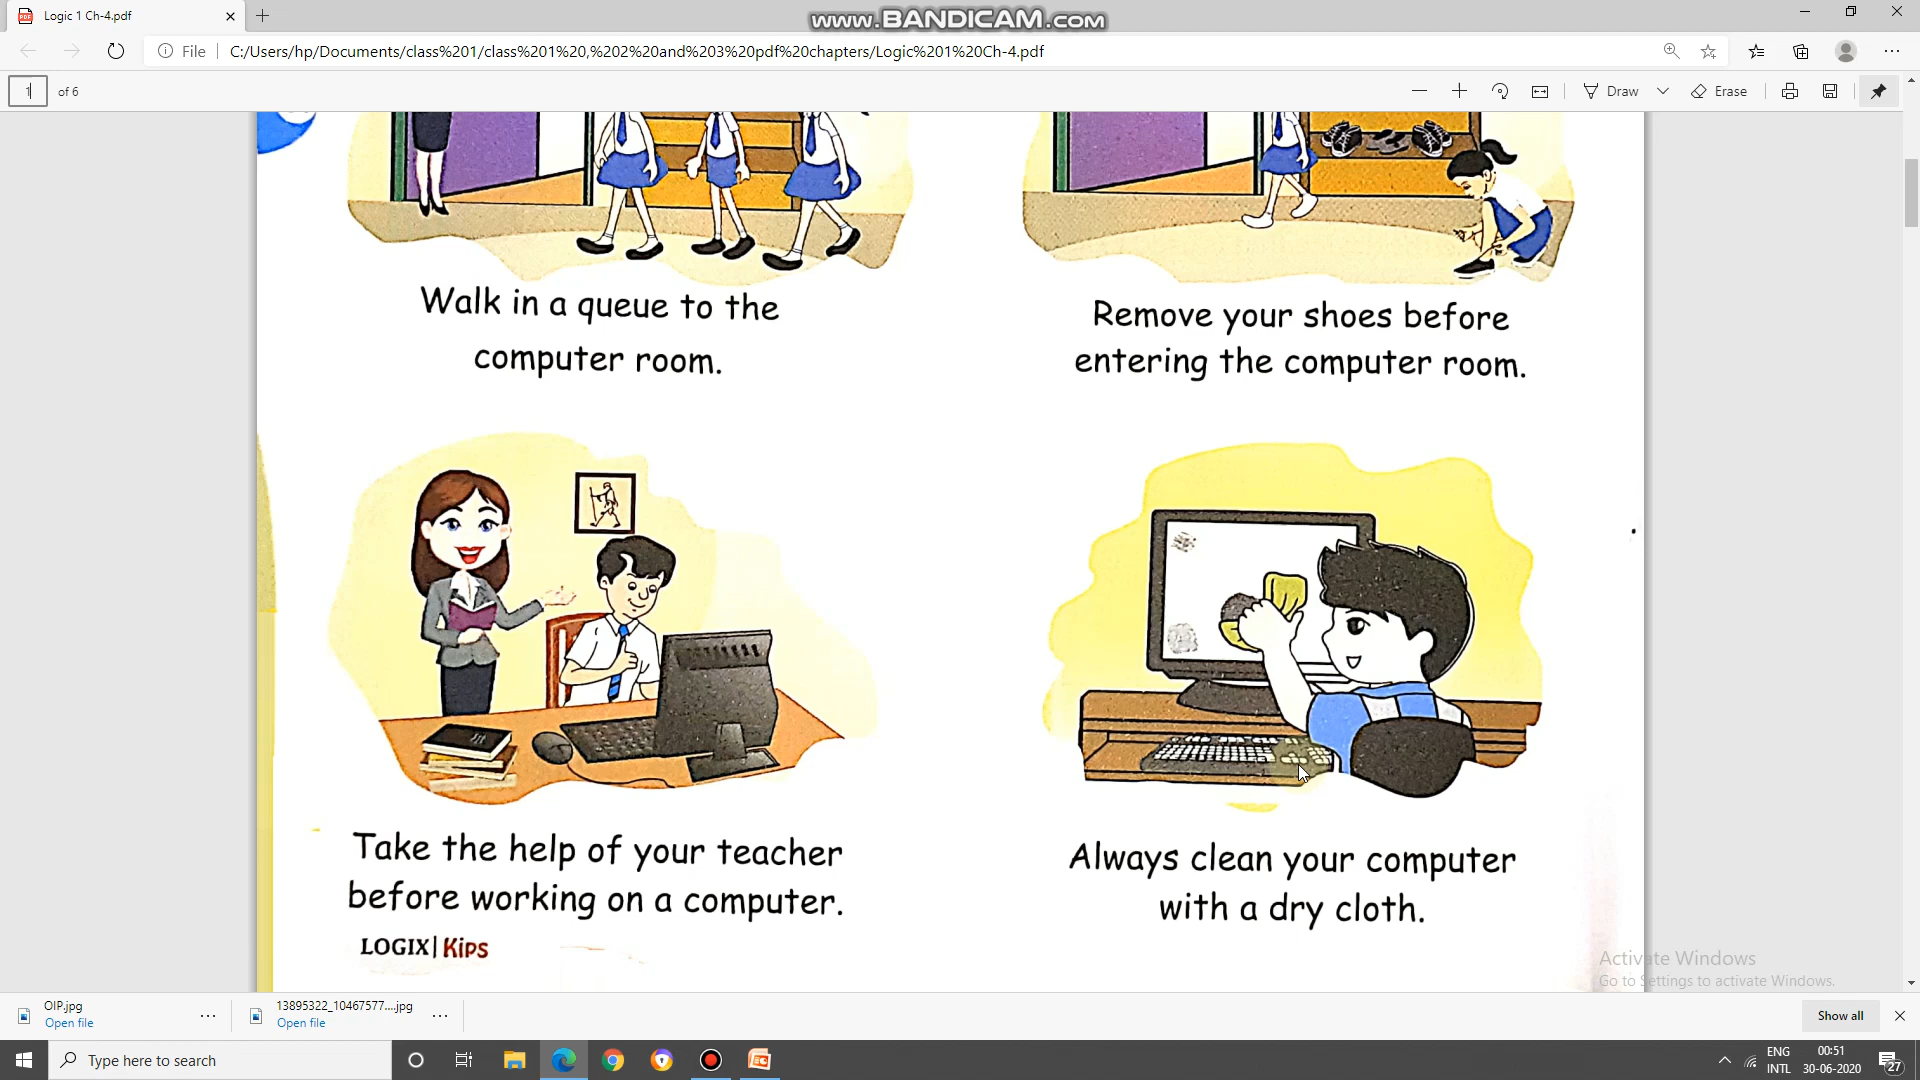 Logic 1 Ch-4.pdf
www.BANDICAM.com
File
C:/Users/hp/Documents/class%201/class%201%20,%202%20and%203%20pdf%20chapters/Logic%201%20Ch-4.pdf
1 of 6
Draw
Erase
Walk in a queue to the
computer room.
Remove your shoes before
entering the computer room.
Take the help of your teacher
before working on a computer.
Always clean your computer
with a dry cloth.
LOGIX|Kips
Activate Windows
Go to Settings to activate Windows.
OIP.jpg
Open file
13895322_10467577....jpg
Open file
Show all
Type here to search
ENG
INTL
00:51
30-06-2020
27